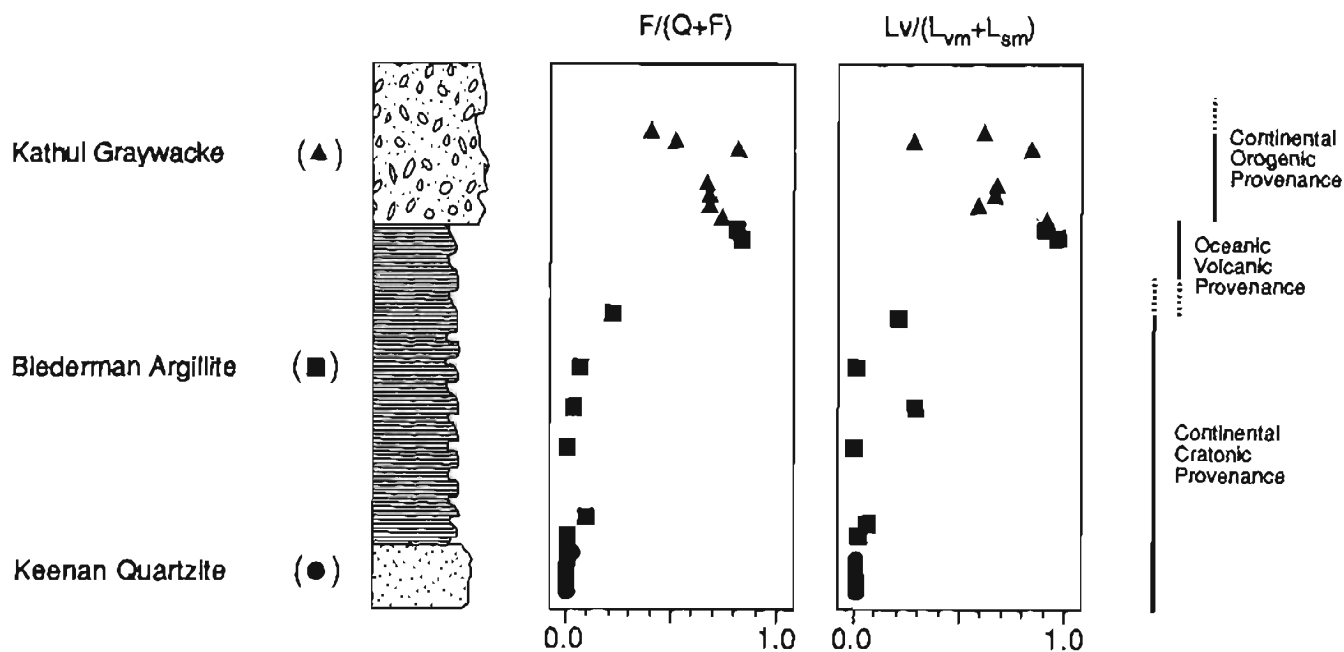 F/(Q+F)
Lv/(Lvm+Lsm)
Kathul Graywacke (▲)
Biederman Argillite (■)
Keenan Quartzite (●)
Continental
Orogenic
Provenance
Oceanic
Volcanic
Provenance
Continental
Cratonic
Provenance
0.0 1.0 0.0 1.0